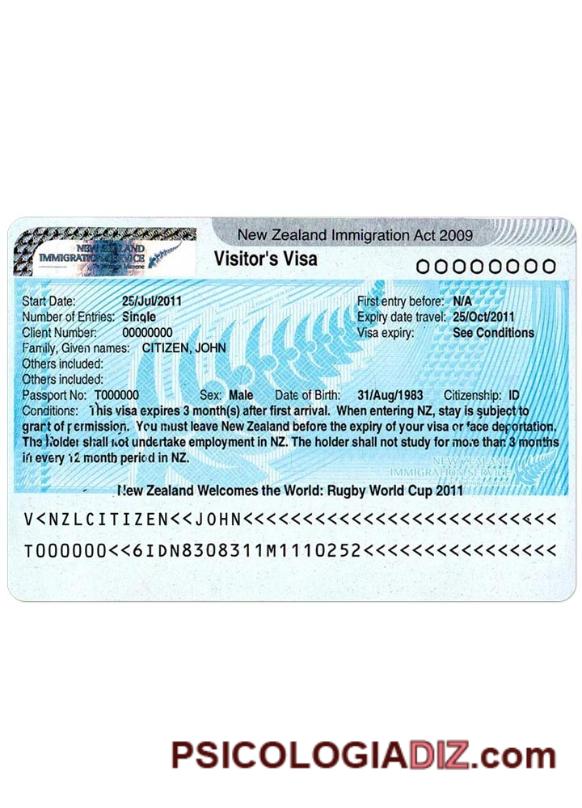 New Zealand Immigration Act 2009
NEW ZEALAND
IMMIGRATION SERVICE
Visitor's Visa
OOOOOOOO
Start Date: 25/Jul/2011 First entry before: N/A
Number of Entries: Single Expiry date travel: 25/Oct/2011
Client Number: 00000000 Visa expiry: See Conditions
Family, Given names: CITIZEN, JOHN
Others included:
Others included:
Passport No: T000000 Sex: Male Date of Birth: 31/Aug/1983 Citizenship: ID
Conditions: This visa expires 3 month(s) after first arrival. When entering NZ, stay is subject to
grant of permission. You must leave New Zealand before the expiry of your visa or face deportation.
The holder shall not undertake employment in NZ. The holder shall not study for more than 3 months
in every 12 month period in NZ.
NEW ZEALAND
IMMIGRATION SERVICE
New Zealand Welcomes the World: Rugby World Cup 2011
V<NZLCITIZEN<<JOHN<<<<<<<<<<<<<<<<<<<<<<<<<<
T000000<<6IDN8308311M1110252<<<<<<<<<<<<<<<<
PSICOLOGIADIZ.com